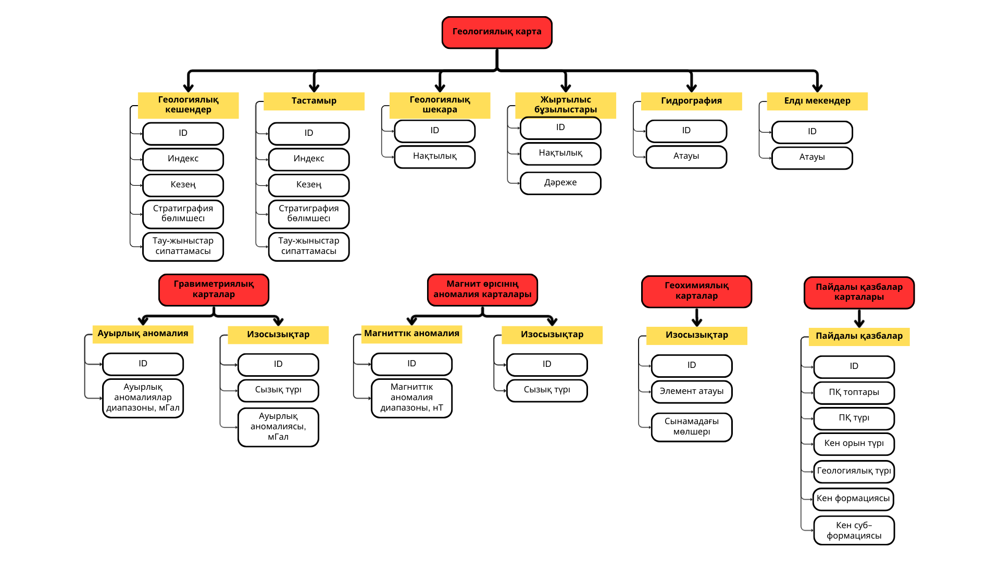 Геологиялық карта
Геологиялық
кешендер
ID
Индекс
Кезең
Стратиграфия
бөлімшесі
Тау-жыныстар
сипаттамасы
Тастамыр
ID
Индекс
Кезең
Стратиграфия
бөлімшесі
Тау-жыныстар
сипаттамасы
Геологиялық
шекара
ID
Нақтылық
Жыртылыс
бұзылыстары
ID
Нақтылық
Дәреже
Гидрография
ID
Атауы
Елді мекендер
ID
Атауы
Гравиметриялық
карталар
Ауырлық аномалия
ID
Ауырлық
аномалиялар
диапазоны, мГал
Изосызықтар
ID
Сызық түрі
Ауырлық
аномалиясы,
мГал
Магнит өрісінің
аномалия карталары
Магниттік аномалия
ID
Магниттік
аномалия
диапазоны, нТ
Изосызықтар
ID
Сызық түрі
Геохимиялық
карталар
Изосызықтар
ID
Элемент атауы
Сынамадағы
мөлшері
Пайдалы қазбалар
карталары
Пайдалы қазбалар
ID
ПҚ топтары
ПҚ түрі
Кен орын түрі
Геологиялық түрі
Кен формациясы
Кен суб–
формациясы